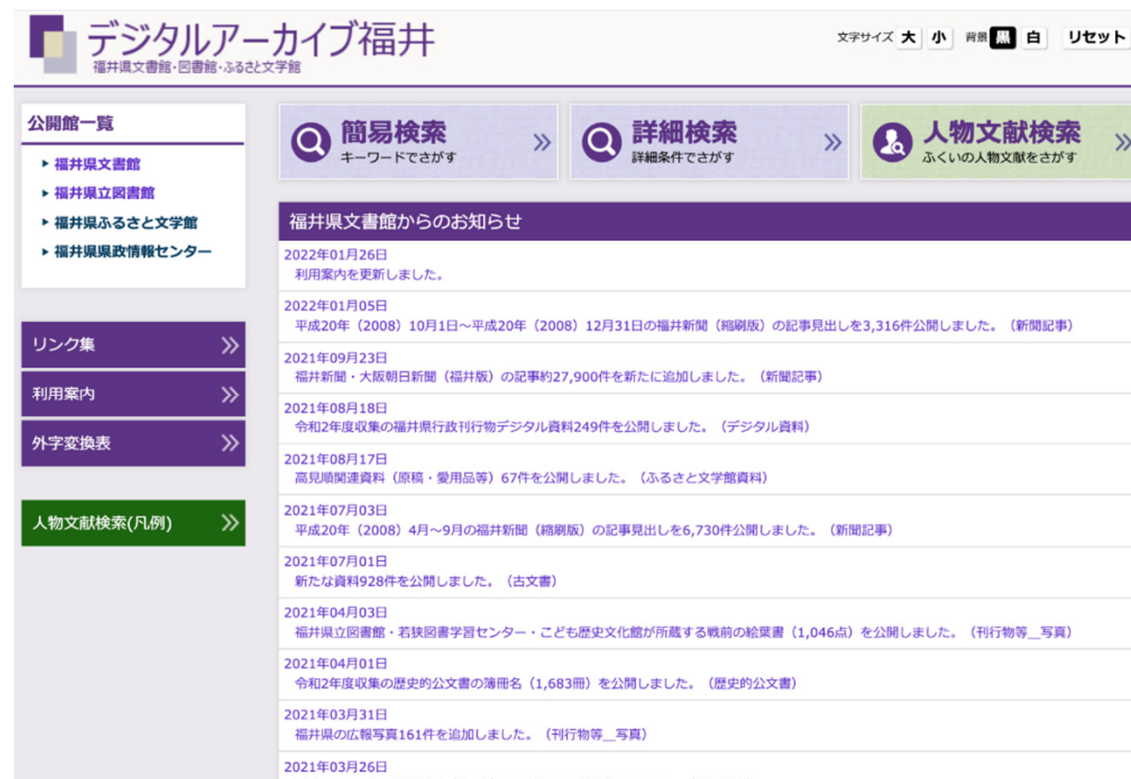 デジタルアーカイブ福井
福井県文書館・図書館・ふるさと文学館
文字サイズ 大 小 背景 黒 白 リセット
公開館一覧
福井県文書館
福井県立図書館
福井県ふるさと文学館
福井県県政情報センター
リンク集
利用案内
外字変換表
人物文献検索(凡例)
簡易検索
キーワードでさがす
詳細検索
詳細条件でさがす
人物文献検索
ふくいの人物文献をさがす
福井県文書館からのお知らせ
2022年01月26日
利用案内を更新しました。
2022年01月05日
平成20年（2008）10月1日～平成20年（2008）12月31日の福井新聞（縮刷版）の記事見出しを3,316件公開しました。（新聞記事）
2021年09月23日
福井新聞・大阪朝日新聞（福井版）の記事約27,900件を新たに追加しました。（新聞記事）
2021年08月18日
令和2年度収集の福井県行政刊行物デジタル資料249件を公開しました。（デジタル資料）
2021年08月17日
高見順関連資料（原稿・愛用品等）67件を公開しました。（ふるさと文学館資料）
2021年07月03日
平成20年（2008）4月～9月の福井新聞（縮刷版）の記事見出しを6,730件公開しました。（新聞記事）
2021年07月01日
新たな資料928件を公開しました。（古文書）
2021年04月03日
福井県立図書館・若狭図書学習センター・こども歴史文化館が所蔵する戦前の絵葉書（1,046点）を公開しました。（刊行物等__写真）
2021年04月01日
令和2年度収集の歴史的公文書の簿冊名（1,683冊）を公開しました。（歴史的公文書）
2021年03月31日
福井県の広報写真161件を追加しました。（刊行物等__写真）
2021年03月26日